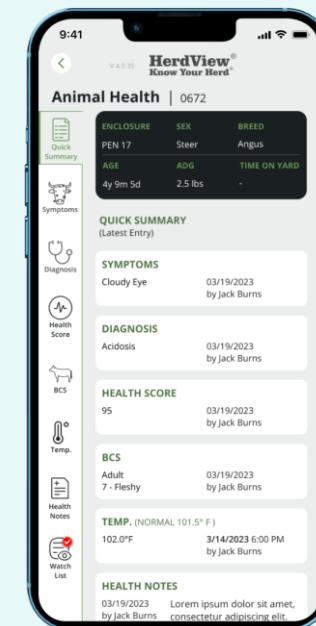 9:41
V 4.0.35
HerdView®
Know Your Herd®
Animal Health | 0672
Quick Summary
Symptoms
Diagnosis
Health Score
BCS
Temp.
Health Notes
Watch List
ENCLOSURE SEX BREED
PEN 17 Steer Angus
AGE ADG TIME ON YARD
4y 9m 5d 2.5 lbs -
QUICK SUMMARY
(Latest Entry)
SYMPTOMS
Cloudy Eye 03/19/2023
by Jack Burns
DIAGNOSIS
Acidosis 03/19/2023
by Jack Burns
HEALTH SCORE
95 03/19/2023
by Jack Burns
BCS
Adult 03/19/2023
7 - Fleshy by Jack Burns
TEMP. (NORMAL 101.5° F )
102.0°F 3/14/2023 6:00 PM
by Jack Burns
HEALTH NOTES
03/19/2023 Lorem ipsum dolor sit amet,
by Jack Burns consectetur adipiscing elit.